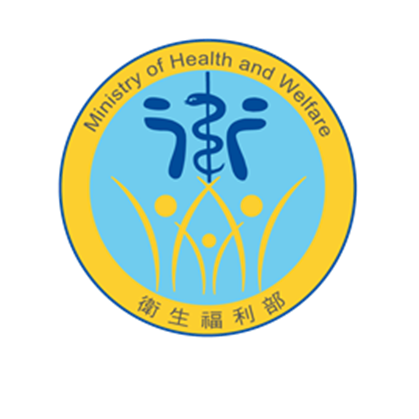 Ministry of Health and Welfare
衛生福利部